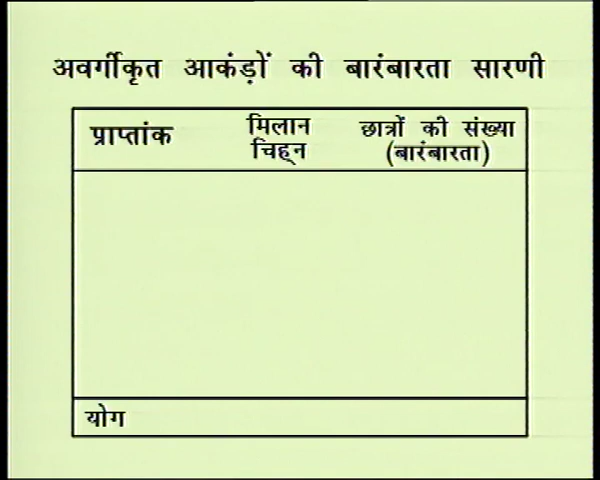 अवर्गीकृत आकंड़ों की बारंबारता सारणी
प्राप्तांक
मिलान
चिह्न
छात्रों की संख्या
(बारंबारता)
योग